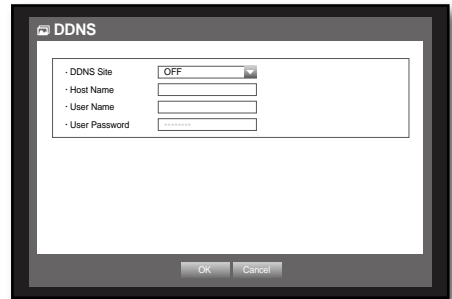 DDNS
· DDNS Site OFF
· Host Name
· User Name
· User Password --------
OK Cancel